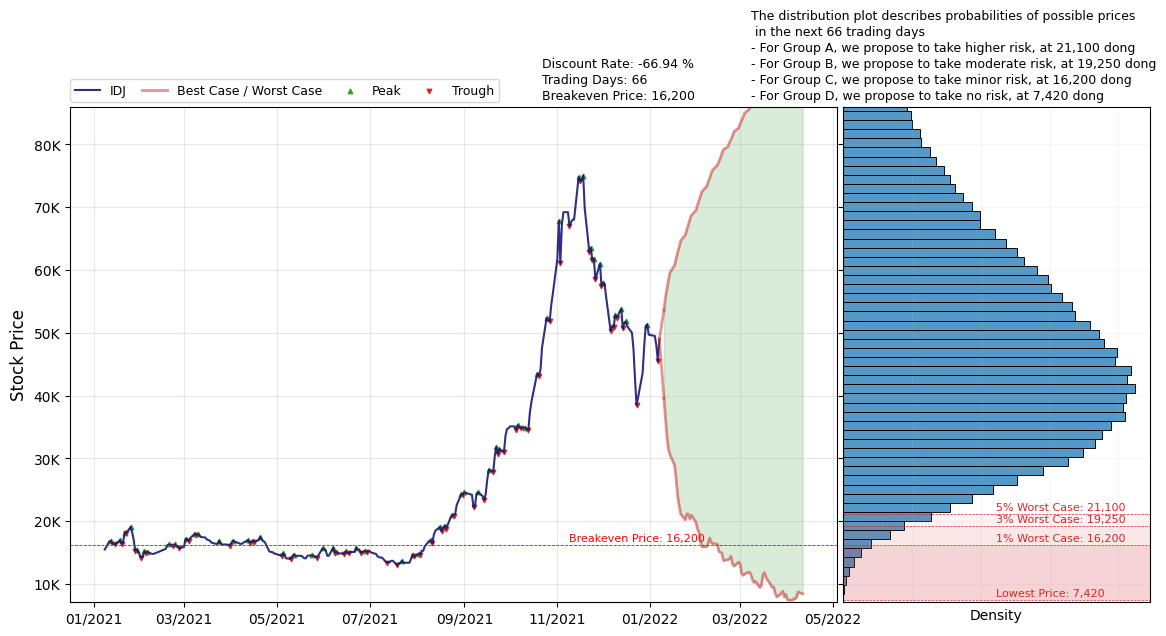 The distribution plot describes probabilities of possible prices
in the next 66 trading days
- For Group A, we propose to take higher risk, at 21,100 dong
- For Group B, we propose to take moderate risk, at 19,250 dong
- For Group C, we propose to take minor risk, at 16,200 dong
- For Group D, we propose to take no risk, at 7,420 dong
Discount Rate: -66.94 %
Trading Days: 66
Breakeven Price: 16,200
IDJ
Best Case / Worst Case
Peak
Trough
Stock Price
80K
70K
60K
50K
40K
30K
20K
10K
Breakeven Price: 16,200
5% Worst Case: 21,100
3% Worst Case: 19,250
1% Worst Case: 16,200
Lowest Price: 7,420
01/2021
03/2021
05/2021
07/2021
09/2021
11/2021
01/2022
03/2022
05/2022
Density